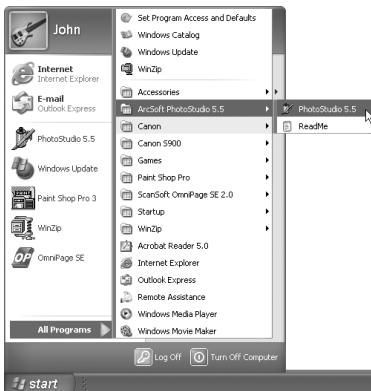 John
Internet
Internet Explorer
E-mail
Outlook Express
PhotoStudio 5.5
Windows Update
Paint Shop Pro 3
WinZip
OmniPage SE
All Programs
Set Program Access and Defaults
Windows Catalog
Windows Update
WinZip
Accessories
ArcSoft PhotoStudio 5.5
Canon
Canon S900
Games
Paint Shop Pro
ScanSoft OmniPage SE 2.0
Startup
WinZip
Acrobat Reader 5.0
Internet Explorer
Outlook Express
Remote Assistance
Windows Media Player
Windows Movie Maker
PhotoStudio 5.5
ReadMe
Log Off
Turn Off Computer
start